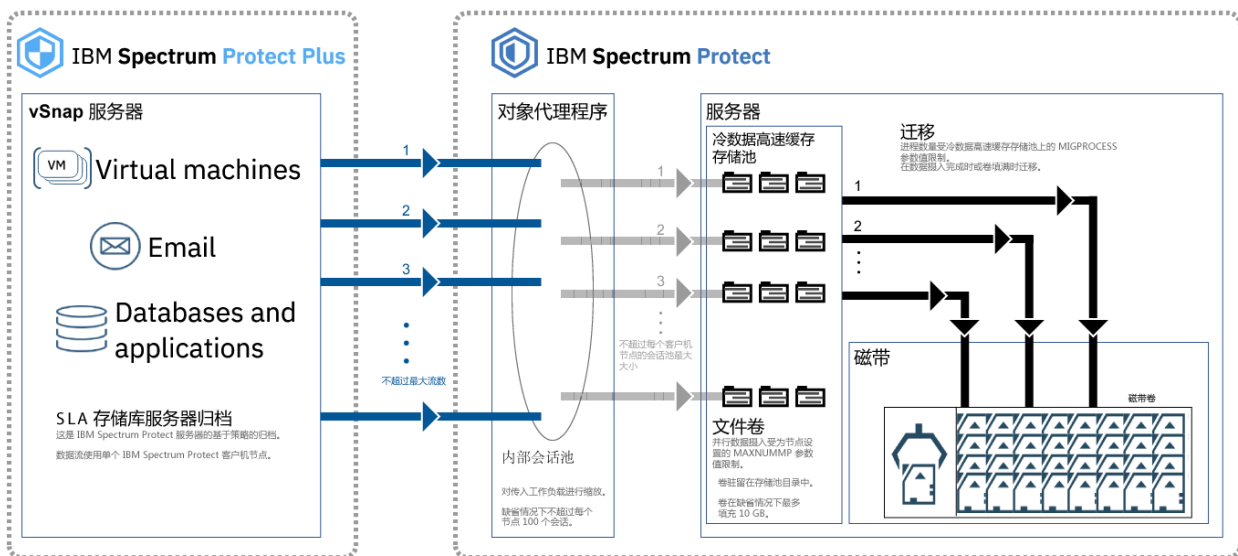 IBM Spectrum Protect Plus
vSnap 服务器
VM
Virtual machines
Email
Databases and
applications
SLA 存储库服务器归档
这是 IBM Spectrum Protect 服务器的基于策略的归档。
数据流使用单个 IBM Spectrum Protect 客户机节点。
1
2
3
不超过最大流数
IBM Spectrum Protect
对象代理程序
内部会话池
对传入工作负载进行缩放。
缺省情况下不超过每个
节点 100 个会话。
1
2
3
不超过每个客户机
节点的会话池最大
大小
服务器
冷数据高速缓存
存储池
文件卷
并行数据摄入受为节点设
置的 MAXNUMMP 参数
值限制。
卷驻留在存储池目录中。
卷在缺省情况下最多
填充 10 GB。
迁移
进程数量受冷数据高速缓存存储池上的 MIGPROCESS
参数值限制。
在数据摄入完成时或卷填满时迁移。
1
2
磁带
磁带卷